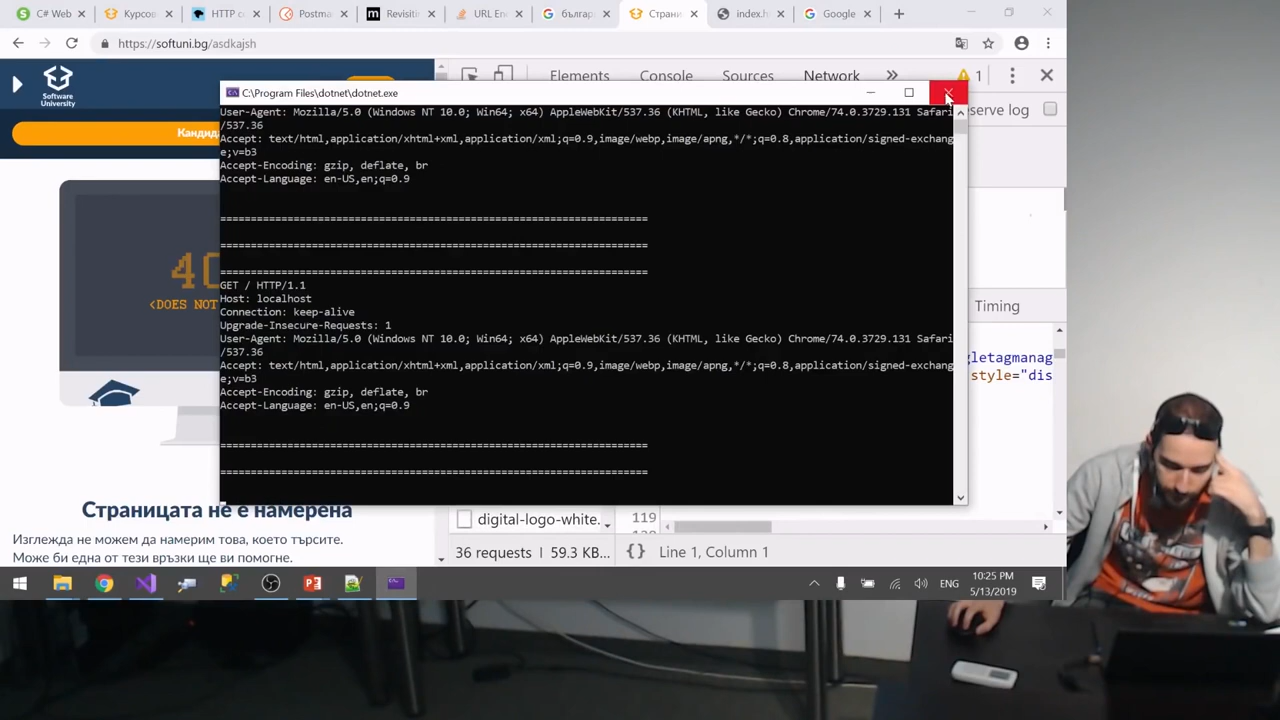 C# Web
Курсов
HTTP с
Postma
Revisiti
URL En
българ
Страни
index.h
Google
https://softuni.bg/asdkajsh
Software
University
Elements
Console
Sources
Network
1
C:\Program Files\dotnet\dotnet.exe
eserve log
Кандид
User-Agent: Mozilla/5.0 (Windows NT 10.0; Win64; x64) AppleWebKit/537.36 (KHTML, like Gecko) Chrome/74.0.3729.131 Safari
/537.36
Accept: text/html,application/xhtml+xml,application/xml;q=0.9,image/webp,image/apng,*/*;q=0.8,application/signed-exchang
e;v=b3
Accept-Encoding: gzip, deflate, br
Accept-Language: en-US,en;q=0.9
======================================================================
======================================================================
======================================================================
GET / HTTP/1.1
Host: localhost
Connection: keep-alive
Upgrade-Insecure-Requests: 1
User-Agent: Mozilla/5.0 (Windows NT 10.0; Win64; x64) AppleWebKit/537.36 (KHTML, like Gecko) Chrome/74.0.3729.131 Safari
/537.36
Accept: text/html,application/xhtml+xml,application/xml;q=0.9,image/webp,image/apng,*/*;q=0.8,application/signed-exchang
e;v=b3
Accept-Encoding: gzip, deflate, br
Accept-Language: en-US,en;q=0.9
======================================================================
======================================================================
40
<DOES NOT
Timing
gletagmanag
style="dis
Страницата не е намерена
Изглежда не можем да намерим това, което търсите.
Може би една от тези връзки ще ви помогне.
digital-logo-white.
119
36 requests
59.3 KB...
{} Line 1, Column 1
ENG
10:25 PM
5/13/2019